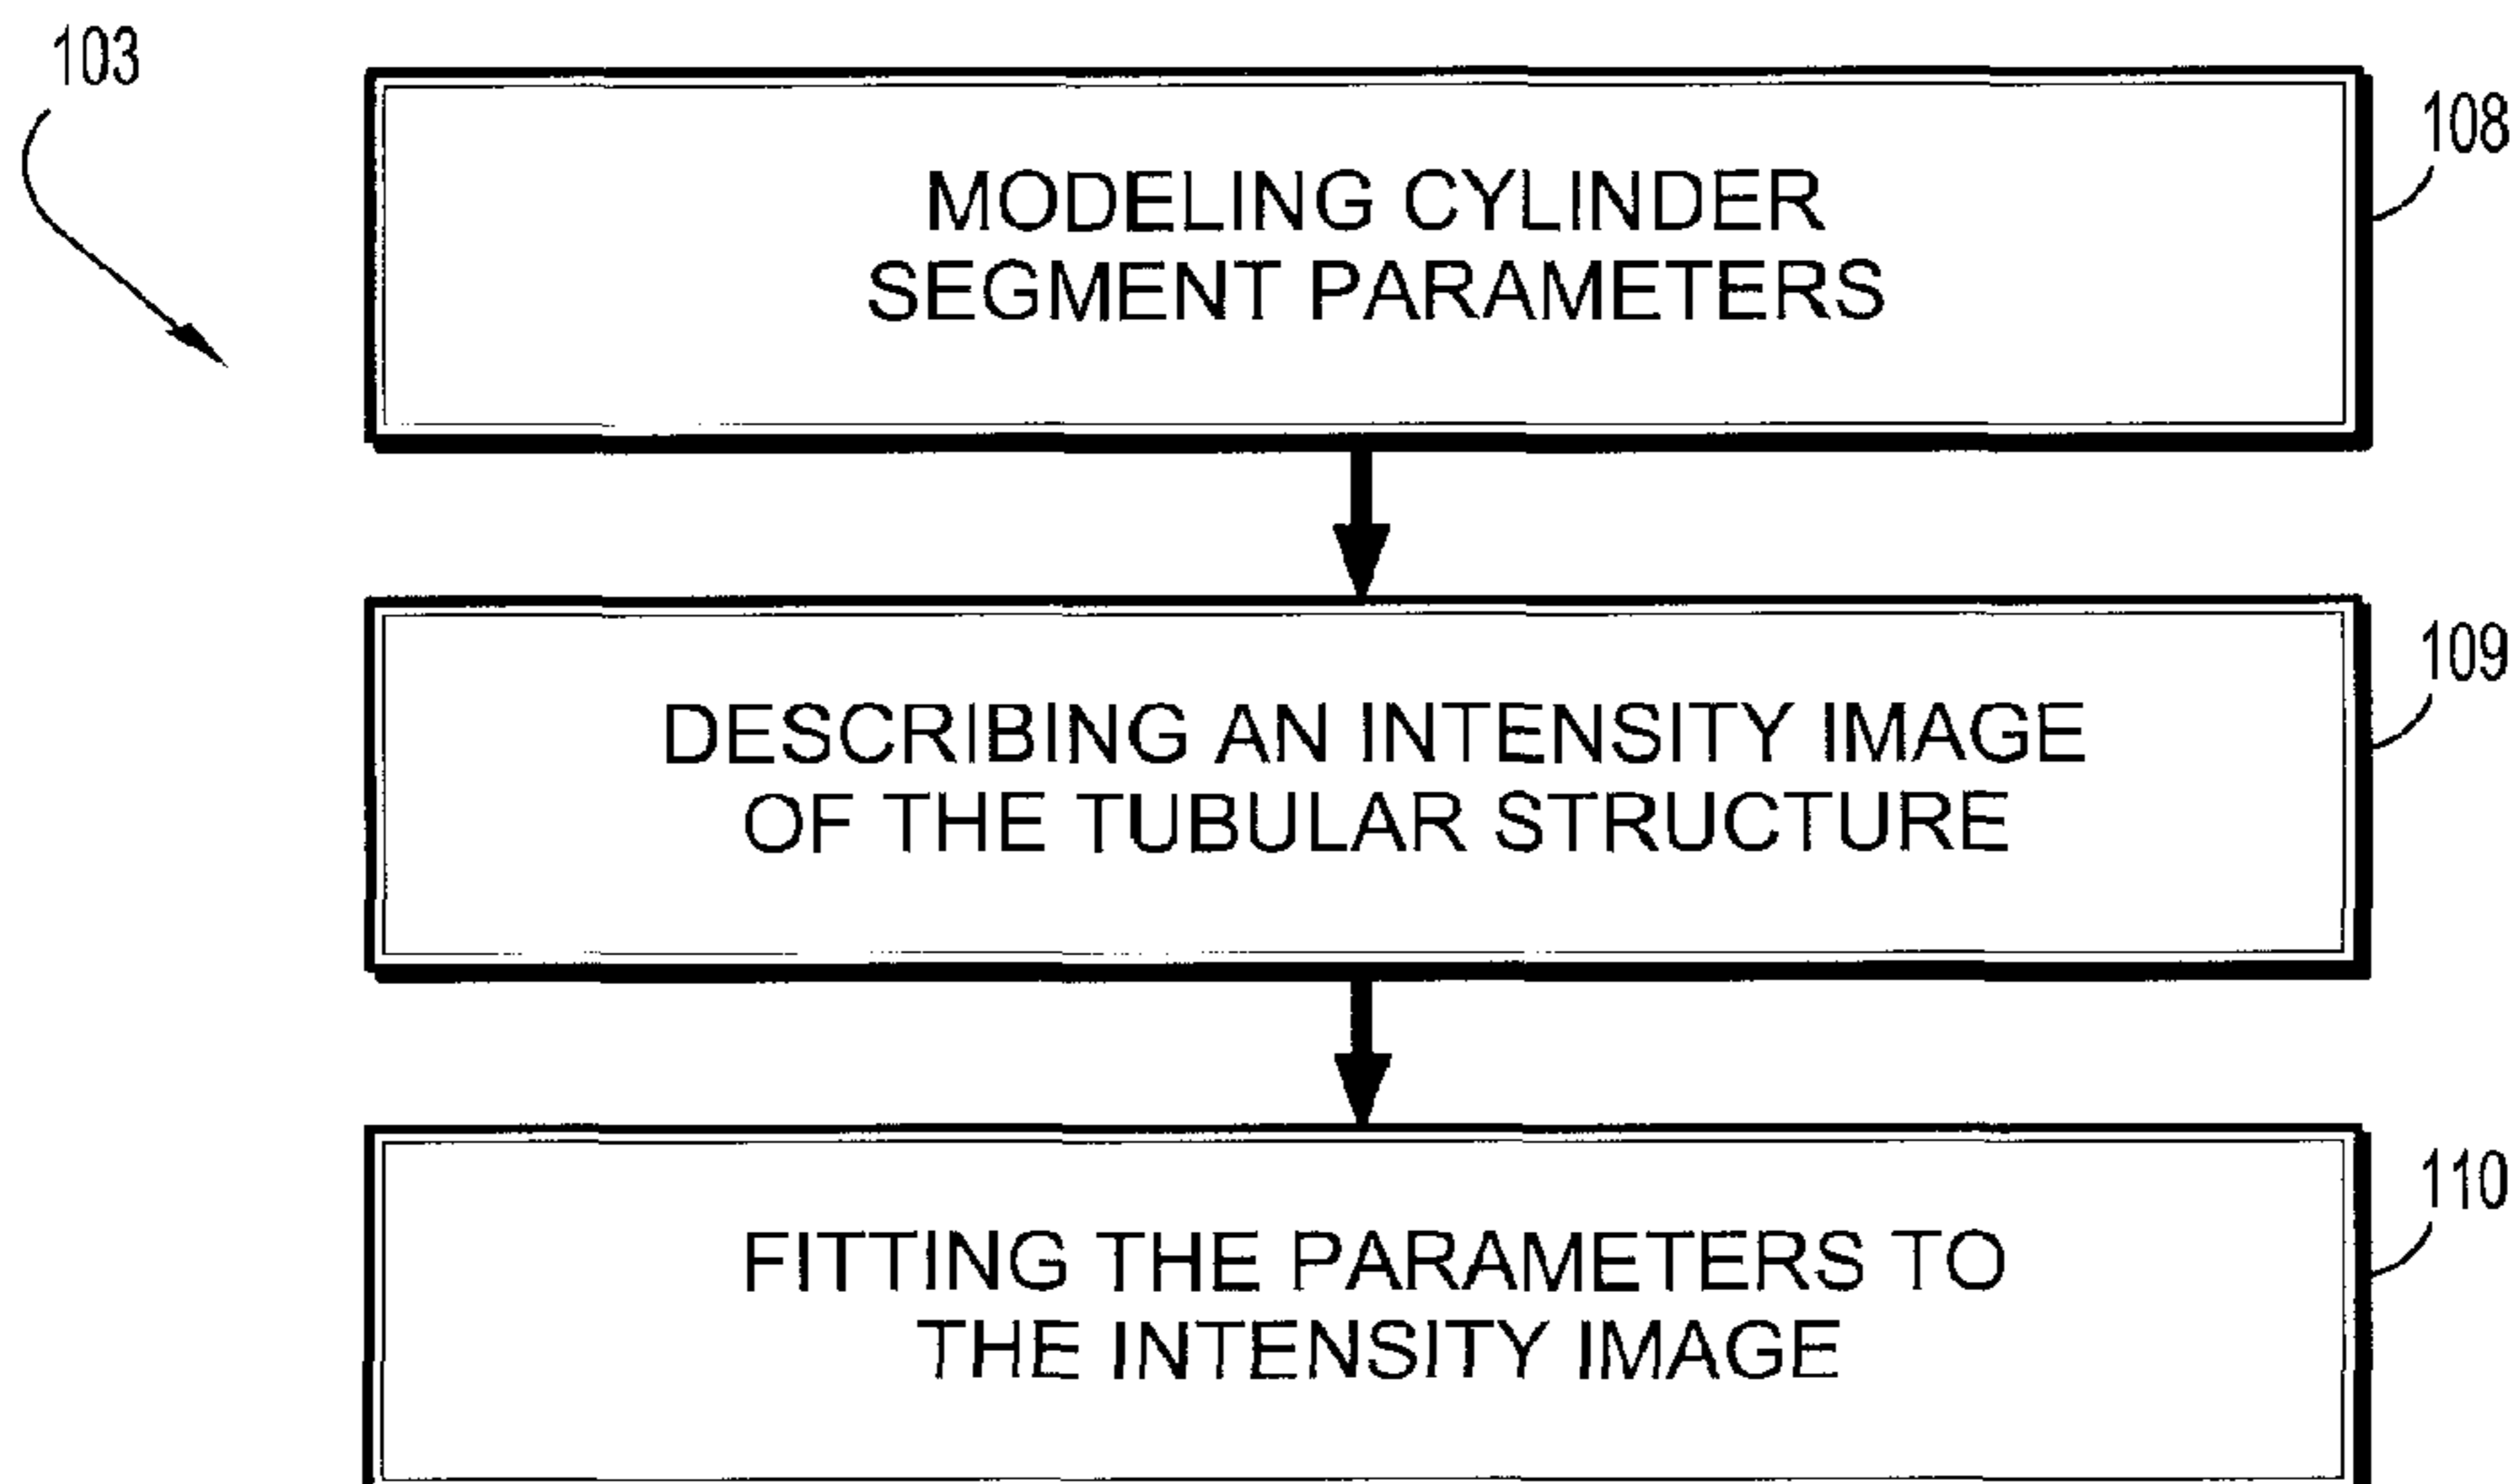 103
108
MODELING CYLINDER
SEGMENT PARAMETERS
109
DESCRIBING AN INTENSITY IMAGE
OF THE TUBULAR STRUCTURE
110
FITTING THE PARAMETERS TO
THE INTENSITY IMAGE